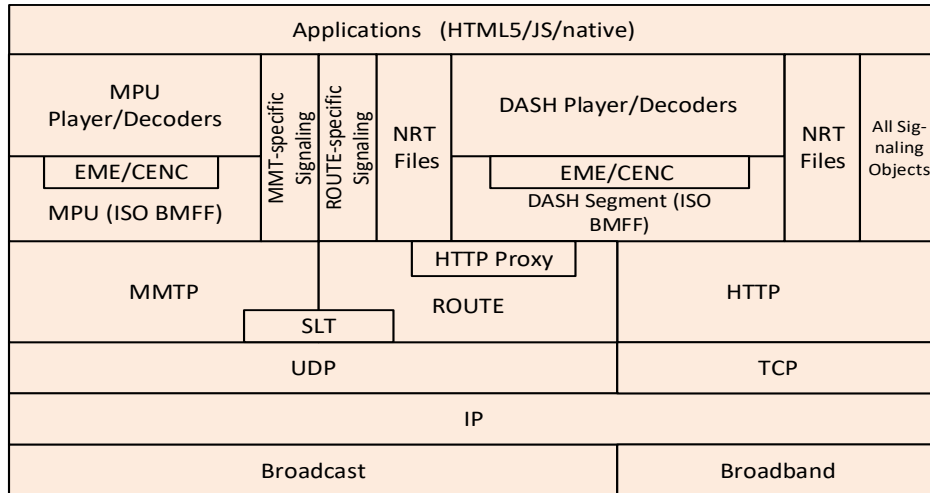 Applications (HTML5/JS/native)
MPU
Player/Decoders
EME/CENC
MPU (ISO BMFF)
MMT-specific
Signaling
ROUTE-specific
Signaling
NRT
Files
DASH Player/Decoders
EME/CENC
DASH Segment (ISO
BMFF)
NRT
Files
All Sig-
naling
Objects
MMTP
HTTP Proxy
ROUTE
SLT
HTTP
UDP
TCP
IP
Broadcast
Broadband